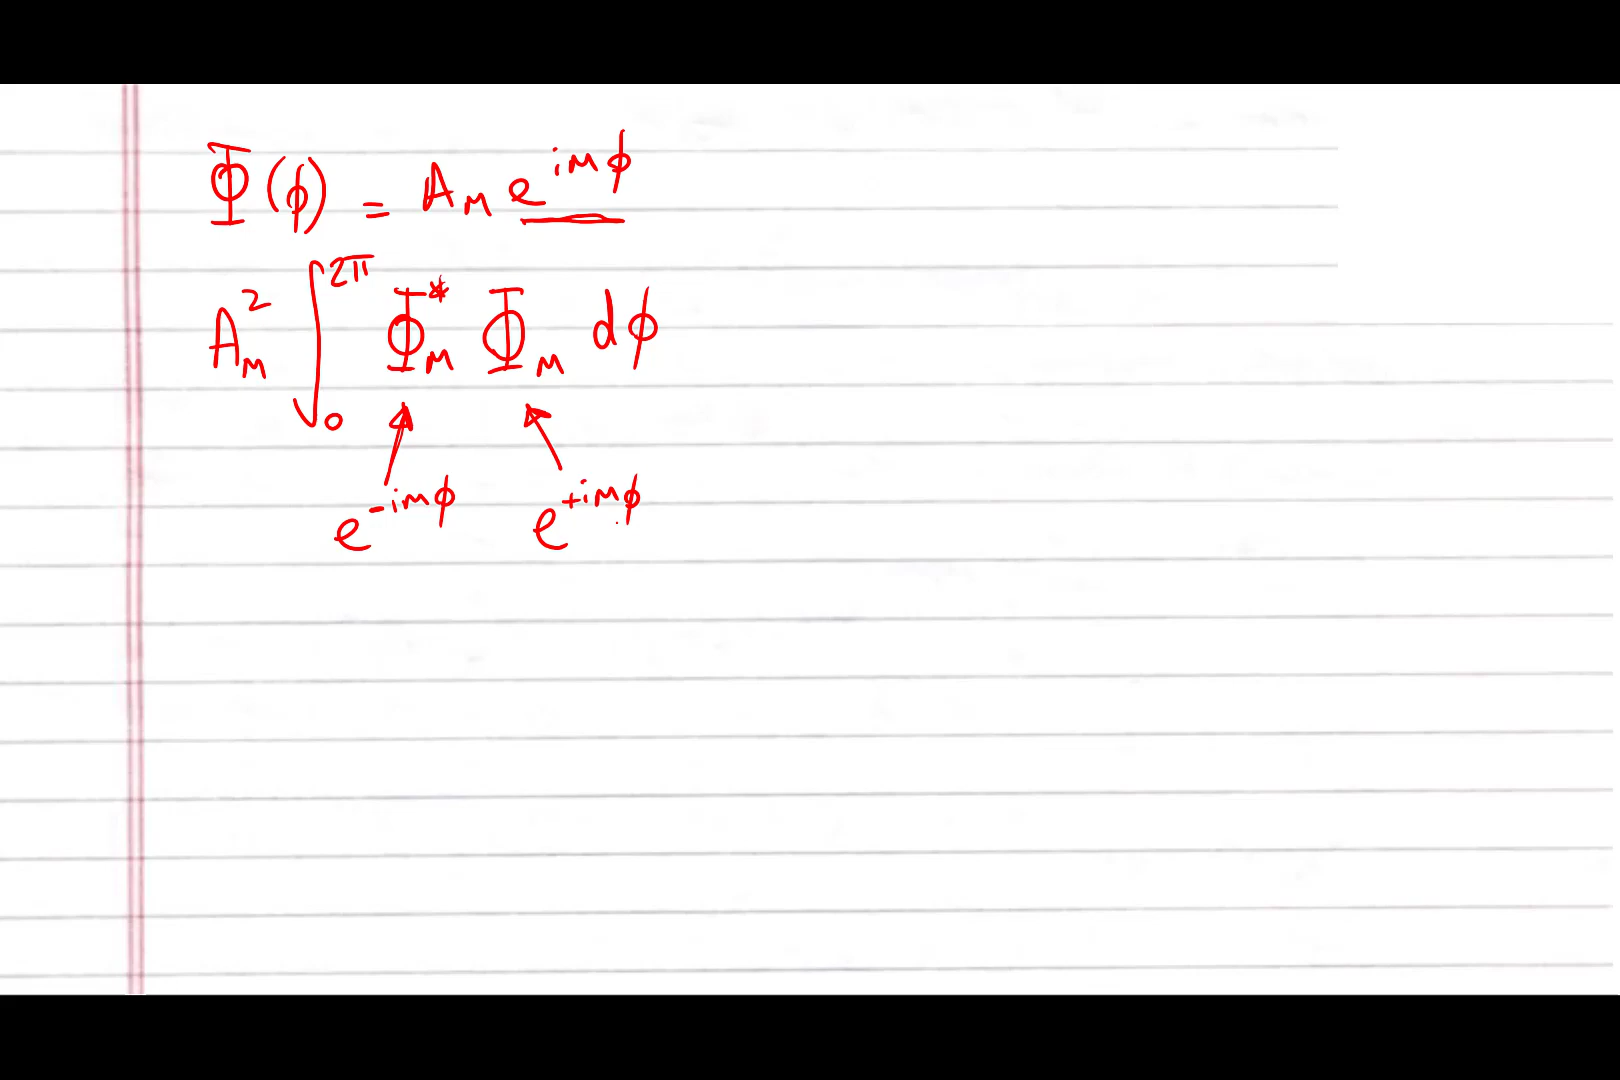 Φ(ϕ) = A_m e^{imϕ}
A_m^2 ∫_0^{2π} Φ_m^* Φ_m dϕ
e^{-imϕ} e^{+imϕ}